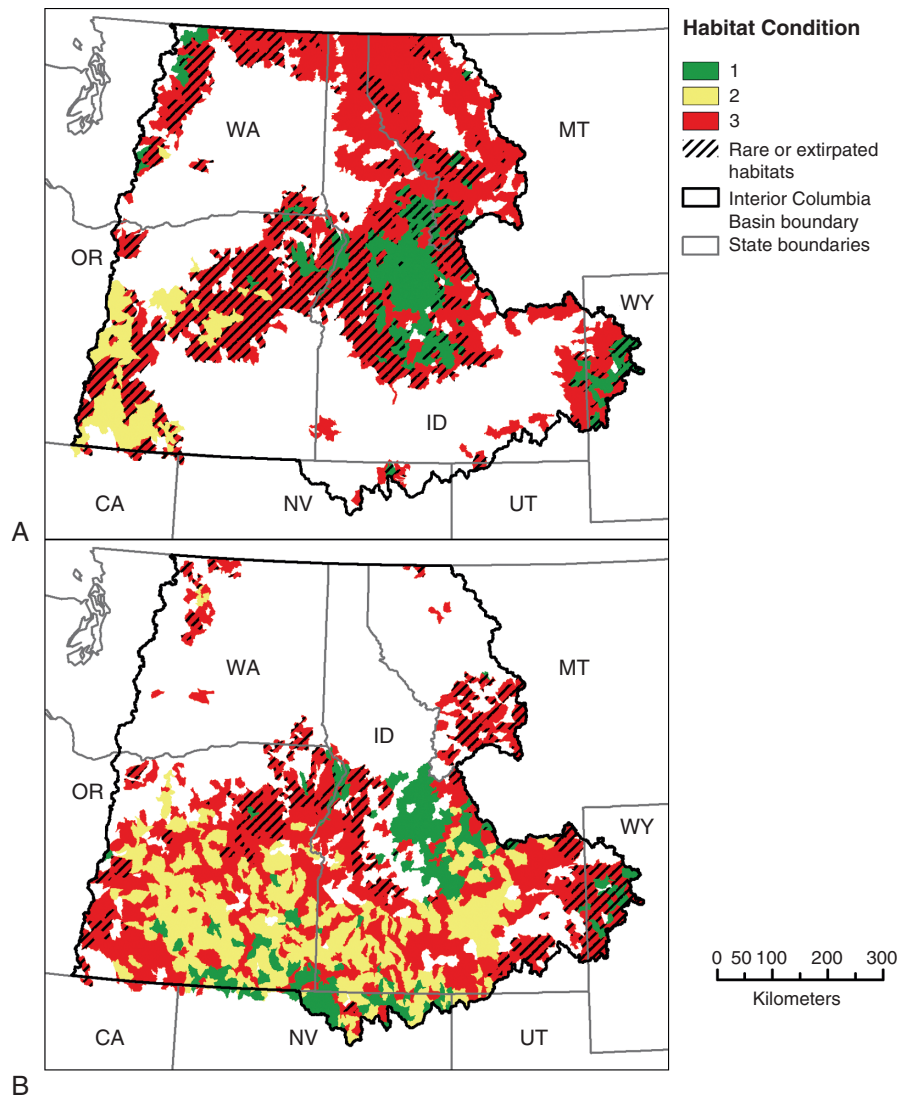 WA
MT
OR
WY
ID
CA
NV
UT
A
WA
MT
ID
OR
WY
CA
NV
UT
B
Habitat Condition
1
2
3
Rare or extirpated
habitats
Interior Columbia
Basin boundary
State boundaries
0 50 100 200 300
Kilometers